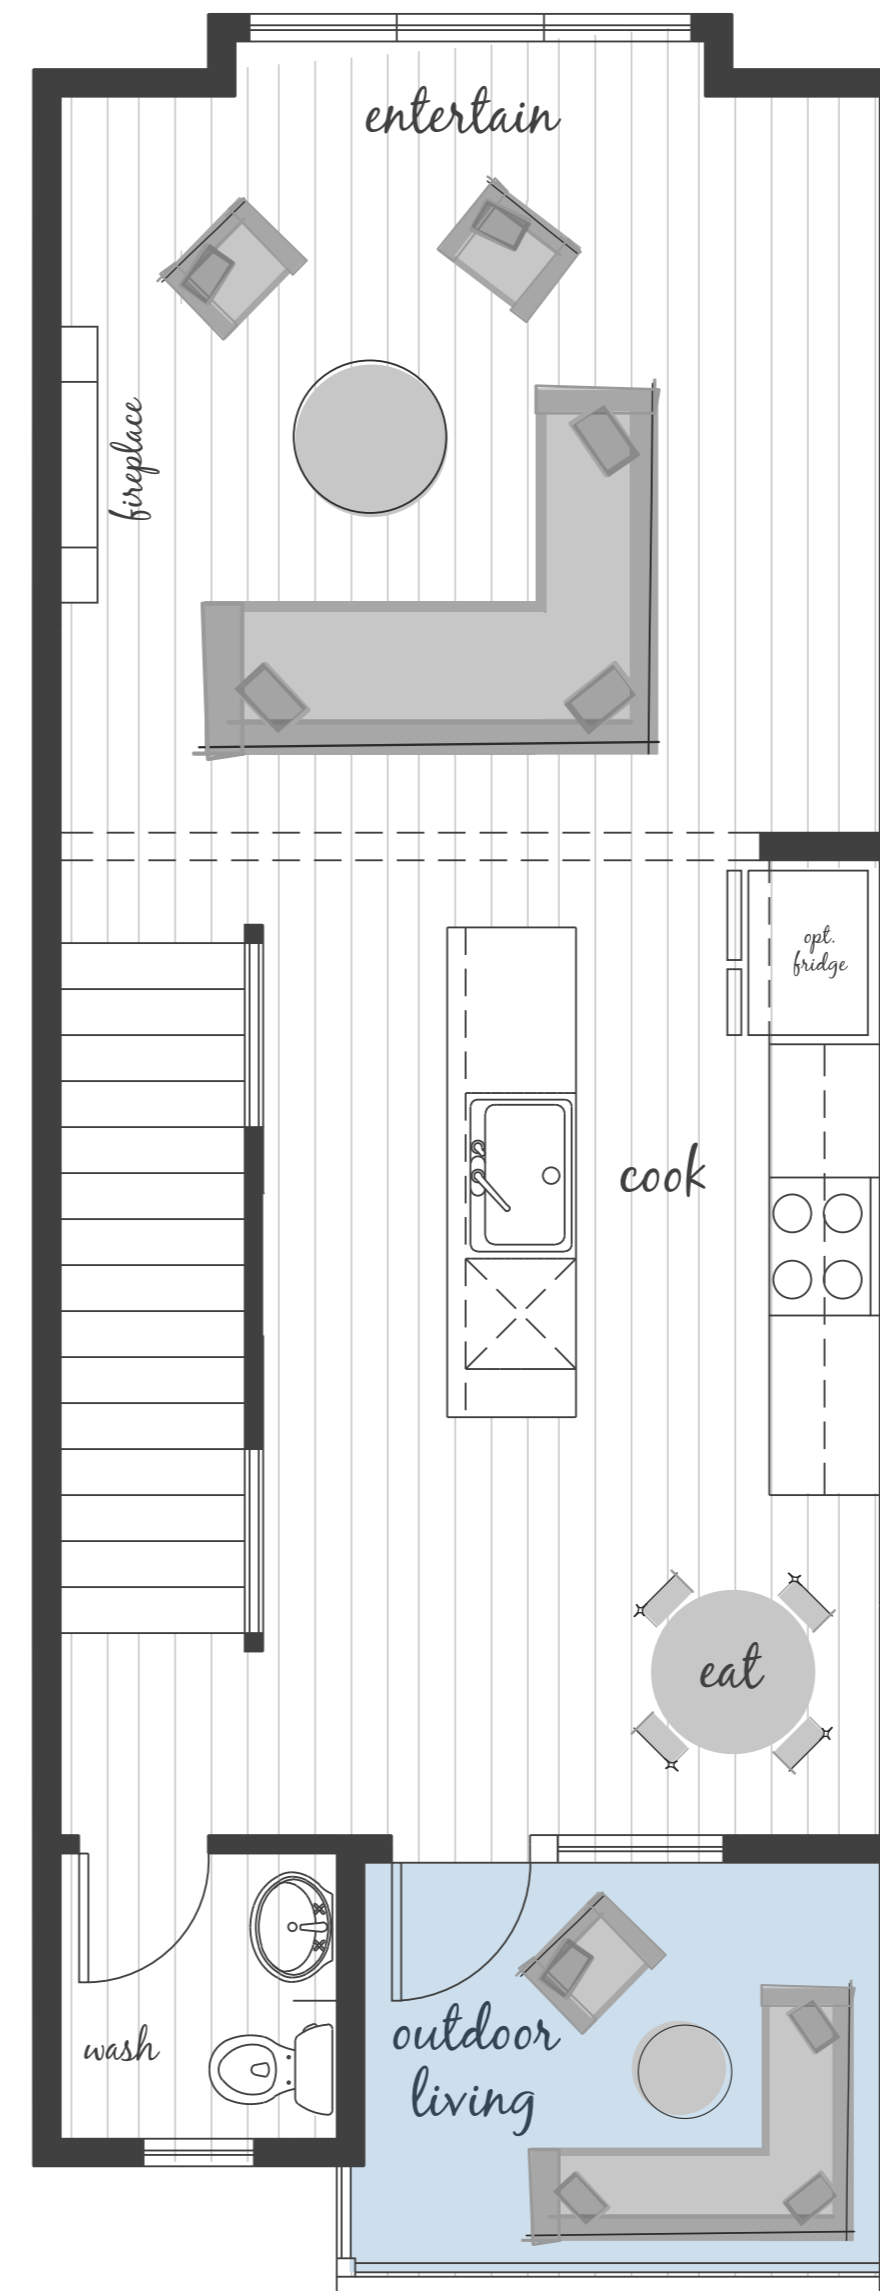 entertain
fireplace
opt.
fridge
cook
eat
wash
outdoor
living